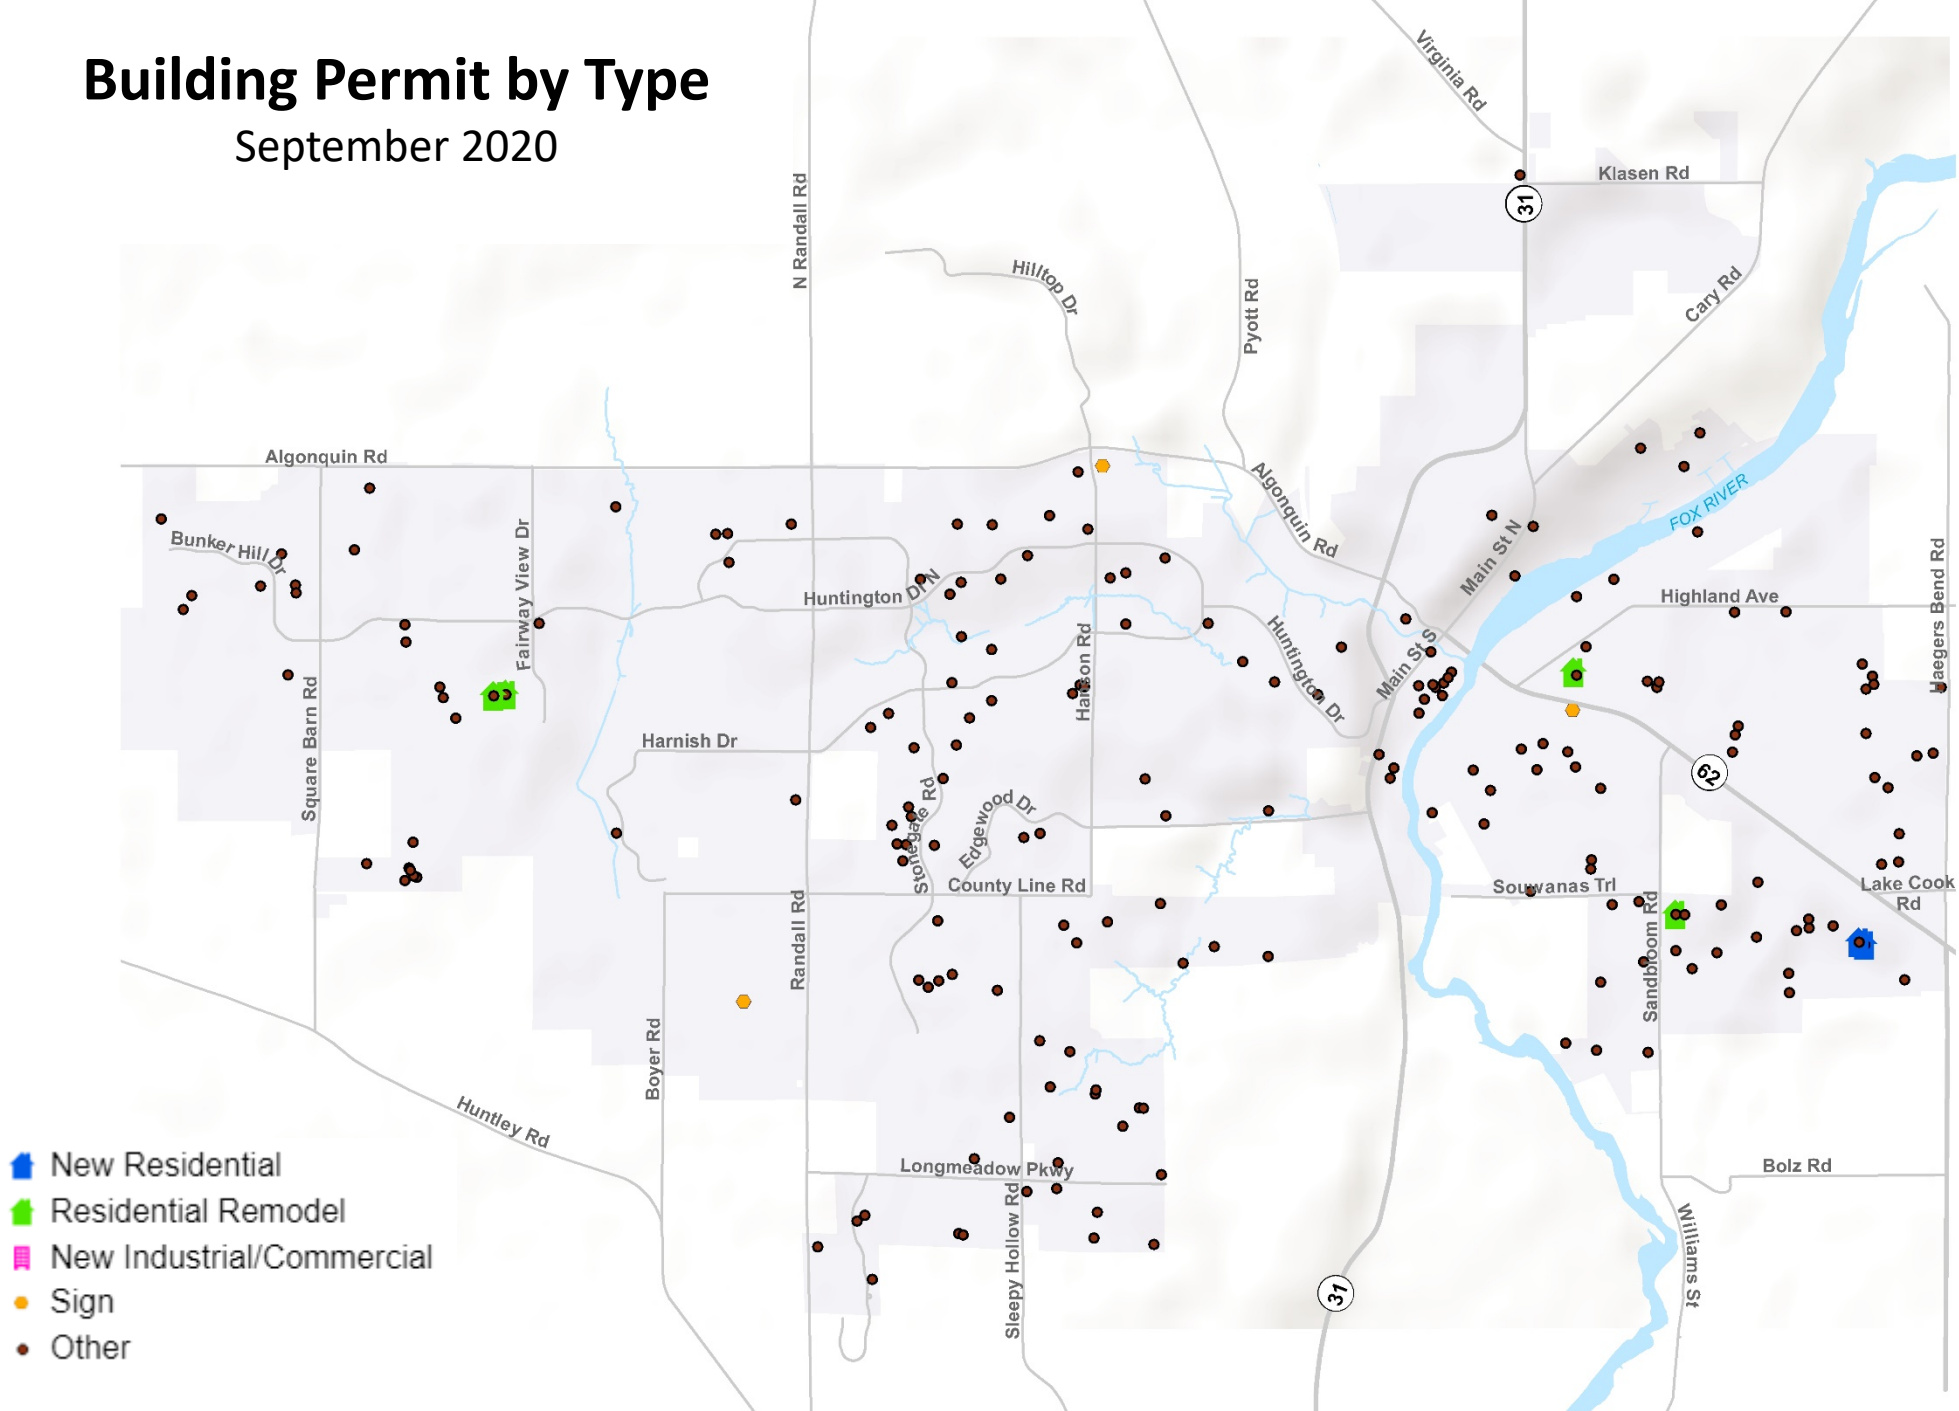 Building Permit by Type
September 2020
Virginia Rd
Klasen Rd
31
N Randall Rd
Hilltop Dr
Pyott Rd
Cary Rd
Algonquin Rd
Algonquin Rd
FOX RIVER
Bunker Hill Dr
Fairway View Dr
Main St N
Huntington Dr N
Highland Ave
Haegers Bend Rd
Huntington Dr
Hanson Rd
Main St S
Square Barn Rd
Harnish Dr
62
Stonegate Rd
Edgewood Dr
County Line Rd
Souwanas Trl
Lake Cook
Rd
Randall Rd
Sandbloom Rd
Boyer Rd
Huntley Rd
Longmeadow Pkwy
Bolz Rd
Sleepy Hollow Rd
Williams St
31
New Residential
Residential Remodel
New Industrial/Commercial
Sign
Other